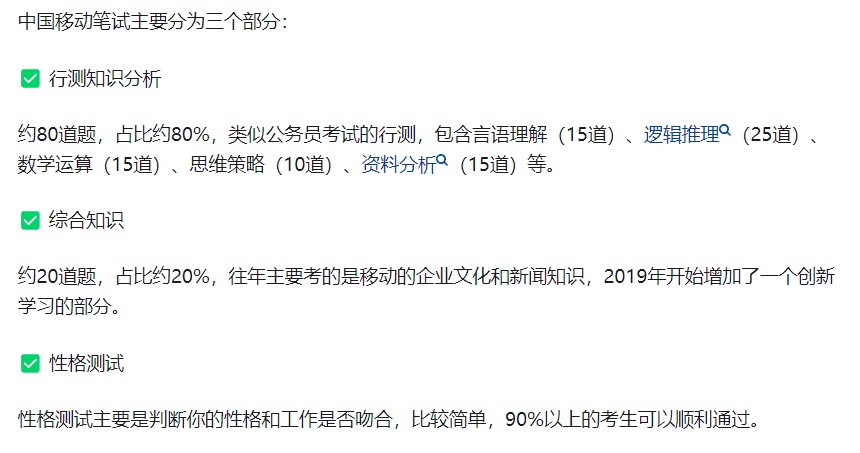 中国移动笔试主要分为三个部分：
✅ 行测知识分析
约80道题，占比约80%，类似公务员考试的行测，包含言语理解（15道）、逻辑推理（25道）、
数学运算（15道）、思维策略（10道）、资料分析（15道）等。
✅ 综合知识
约20道题，占比约20%，往年主要考的是移动的企业文化和新闻知识，2019年开始增加了一个创新
学习的部分。
✅ 性格测试
性格测试主要是判断你的性格和工作是否吻合，比较简单，90%以上的考生可以顺利通过。